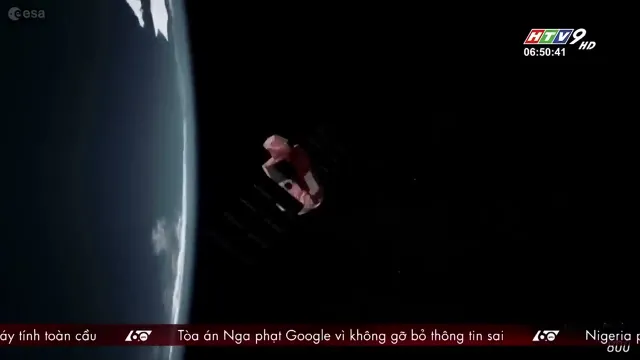 esa
HTV9 HD
06:50:41
áy tính toàn cầu 60 Tòa án Nga phạt Google vì không gỡ bỏ thông tin sai 60 Nigeria p